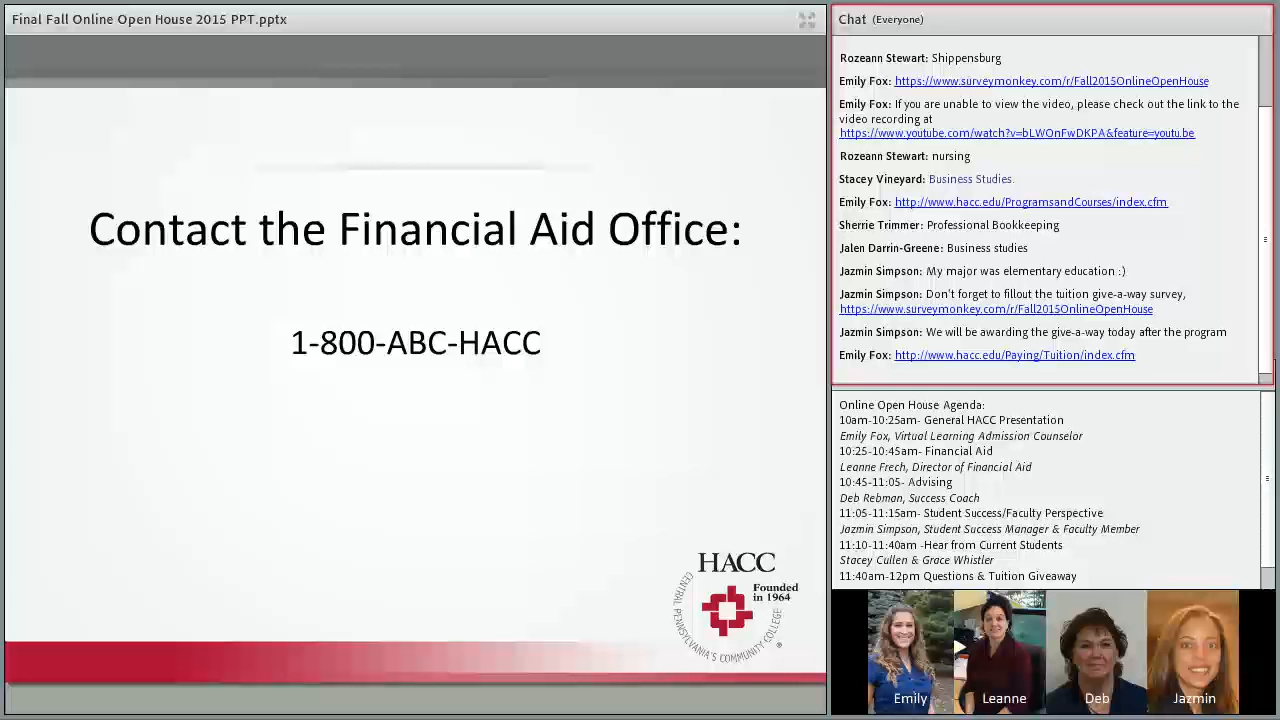 Final Fall Online Open House 2015 PPT.pptx
Contact the Financial Aid Office:
1-800-ABC-HACC
HACC
Founded
in 1964
CENTRAL PENNSYLVANIA'S COMMUNITY COLLEGE
®
Chat (Everyone)
Rozeann Stewart: Shippensburg
Emily Fox: https://www.surveymonkey.com/r/Fall2015OnlineOpenHouse
Emily Fox: If you are unable to view the video, please check out the link to the
video recording at
https://www.youtube.com/watch?v=bLWOnFwDKPA&feature=youtu.be
Rozeann Stewart: nursing
Stacey Vineyard: Business Studies.
Emily Fox: http://www.hacc.edu/ProgramsandCourses/index.cfm
Sherrie Trimmer: Professional Bookkeeping
Jalen Darrin-Greene: Business studies
Jazmin Simpson: My major was elementary education :)
Jazmin Simpson: Don't forget to fillout the tuition give-a-way survey,
https://www.surveymonkey.com/r/Fall2015OnlineOpenHouse
Jazmin Simpson: We will be awarding the give-a-way today after the program
Emily Fox: http://www.hacc.edu/Paying/Tuition/index.cfm
Online Open House Agenda:
10am-10:25am- General HACC Presentation
Emily Fox, Virtual Learning Admission Counselor
10:25-10:45am- Financial Aid
Leanne Frech, Director of Financial Aid
10:45-11:05- Advising
Deb Rebman, Success Coach
11:05-11:15am- Student Success/Faculty Perspective
Jazmin Simpson, Student Success Manager & Faculty Member
11:10-11:40am -Hear from Current Students
Stacey Cullen & Grace Whistler
11:40am-12pm Questions & Tuition Giveaway
Emily
Leanne
Deb
Jazmin